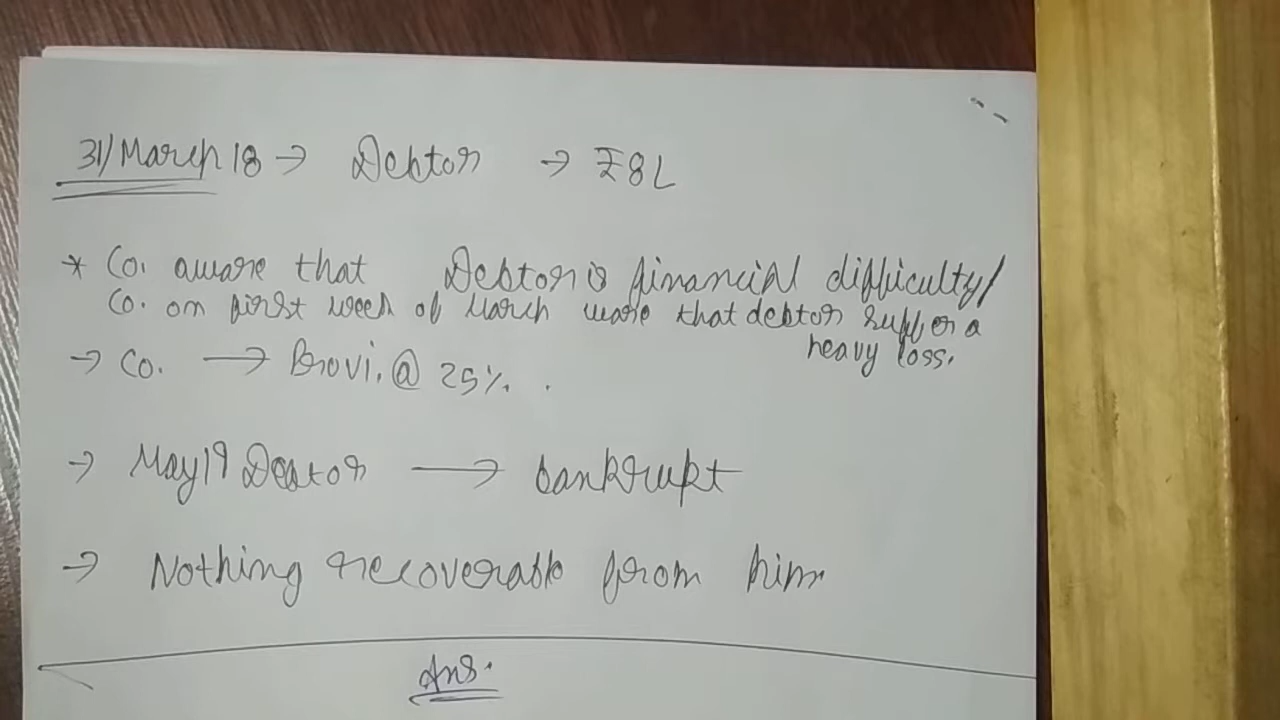 31/March 18 → Debtor → ₹8L
* Co. aware that Debtor is financial difficulty/
Co. on first week of March ware that debtor suffer a
heavy loss.
→ Co. → Provi. @ 25%.
→ May 19 Debtor → bankrupt
→ Nothing recoverable from him
Ans.